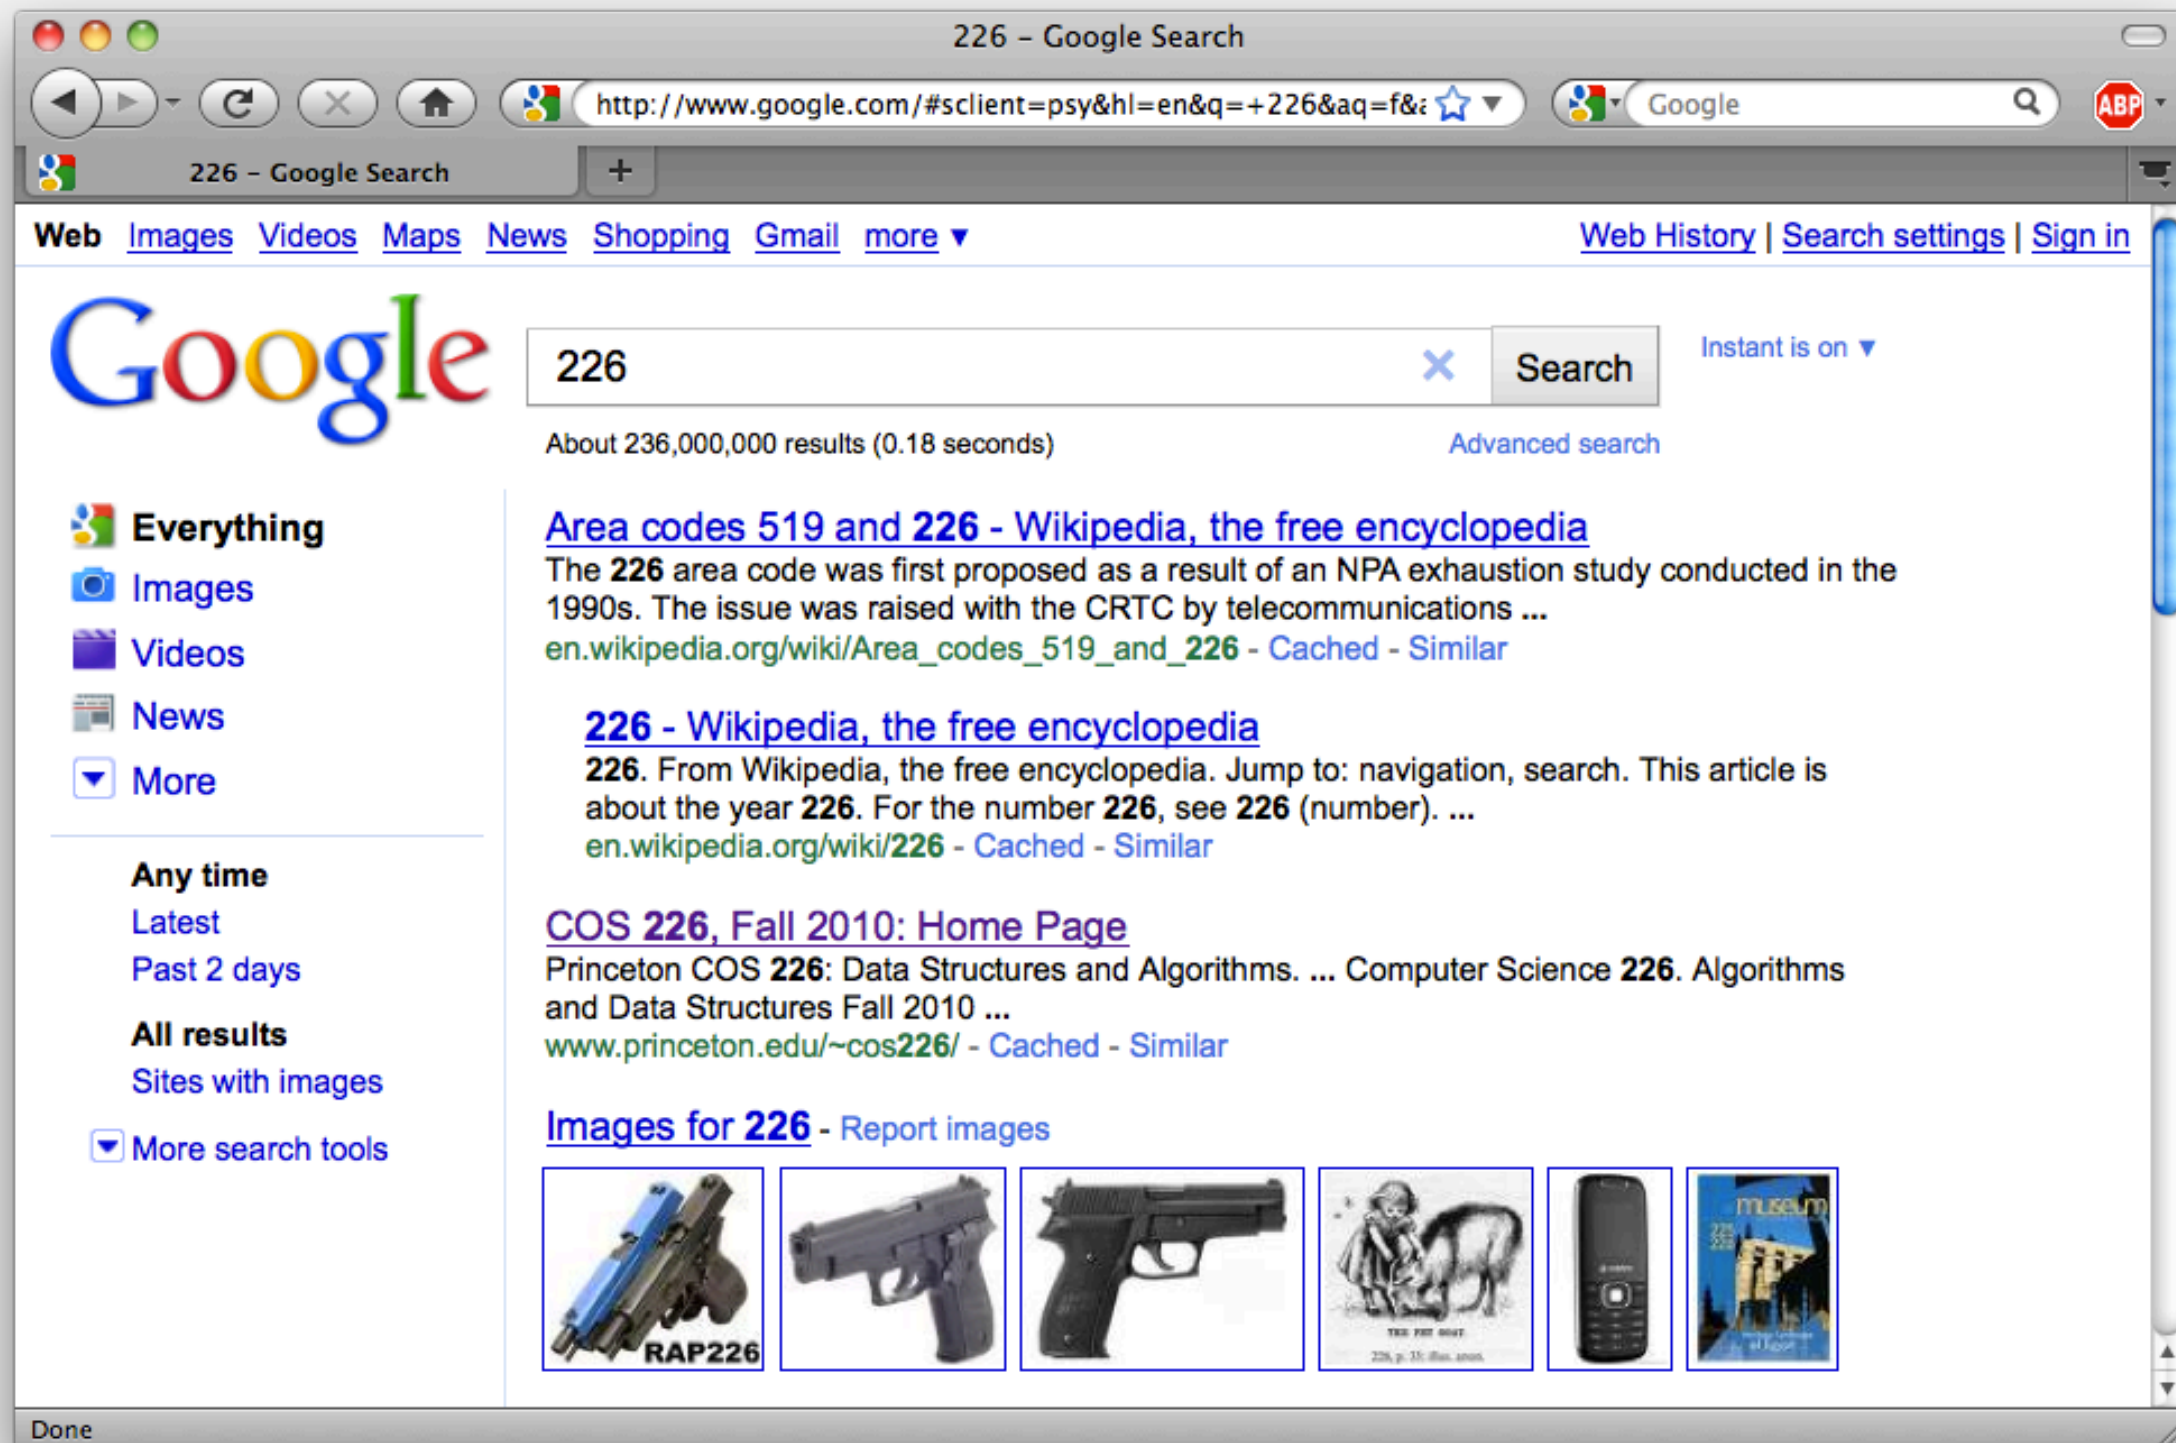 226 – Google Search
http://www.google.com/#sclient=psy&hl=en&q=+226&aq=f&
Google
ABP
226 – Google Search
+
Web Images Videos Maps News Shopping Gmail more ▼
Web History | Search settings | Sign in
Google
226
Search
Instant is on ▼
About 236,000,000 results (0.18 seconds)
Advanced search
Everything
Images
Videos
News
More
Any time
Latest
Past 2 days
All results
Sites with images
More search tools
Area codes 519 and 226 - Wikipedia, the free encyclopedia
The 226 area code was first proposed as a result of an NPA exhaustion study conducted in the
1990s. The issue was raised with the CRTC by telecommunications ...
en.wikipedia.org/wiki/Area_codes_519_and_226 - Cached - Similar
226 - Wikipedia, the free encyclopedia
226. From Wikipedia, the free encyclopedia. Jump to: navigation, search. This article is
about the year 226. For the number 226, see 226 (number). ...
en.wikipedia.org/wiki/226 - Cached - Similar
COS 226, Fall 2010: Home Page
Princeton COS 226: Data Structures and Algorithms. ... Computer Science 226. Algorithms
and Data Structures Fall 2010 ...
www.princeton.edu/~cos226/ - Cached - Similar
Images for 226 - Report images
RAP226
THE PET GOAT
museum
Done